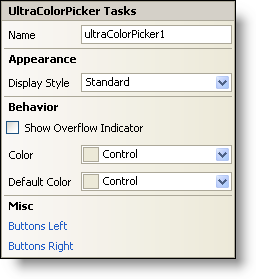 UltraColorPicker Tasks
Name ultraColorPicker1
Appearance
Display Style Standard
Behavior
Show Overflow Indicator
Color Control
Default Color Control
Misc
Buttons Left
Buttons Right